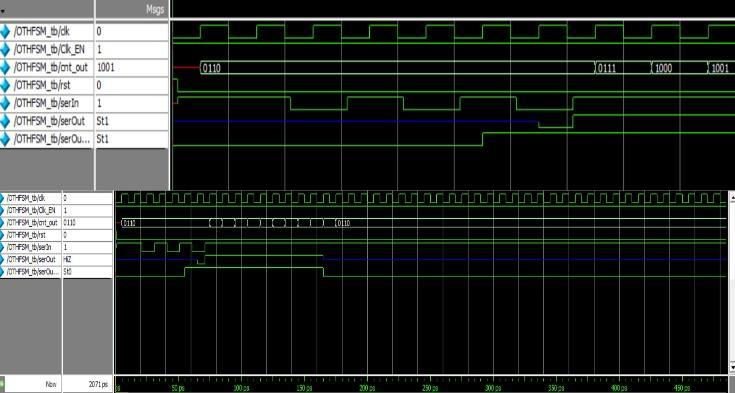 Msgs
/OTHFSM_tb/clk 0
/OTHFSM_tb/Clk_EN 1
/OTHFSM_tb/cnt_out 1001 0110 0111 1000 1001
/OTHFSM_tb/rst 0
/OTHFSM_tb/serIn 1
/OTHFSM_tb/serOut St1
/OTHFSM_tb/serOu... St1
/OTHFSM_tb/clk 0
/OTHFSM_tb/Clk_EN 1
/OTHFSM_tb/cnt_out 0110 0110 0110
/OTHFSM_tb/rst 0
/OTHFSM_tb/serIn 1
/OTHFSM_tb/serOut HiZ
/OTHFSM_tb/serOu... St0
Now 2071 ps ps 50 ps 100 ps 150 ps 200 ps 250 ps 300 ps 350 ps 400 ps 450 ps